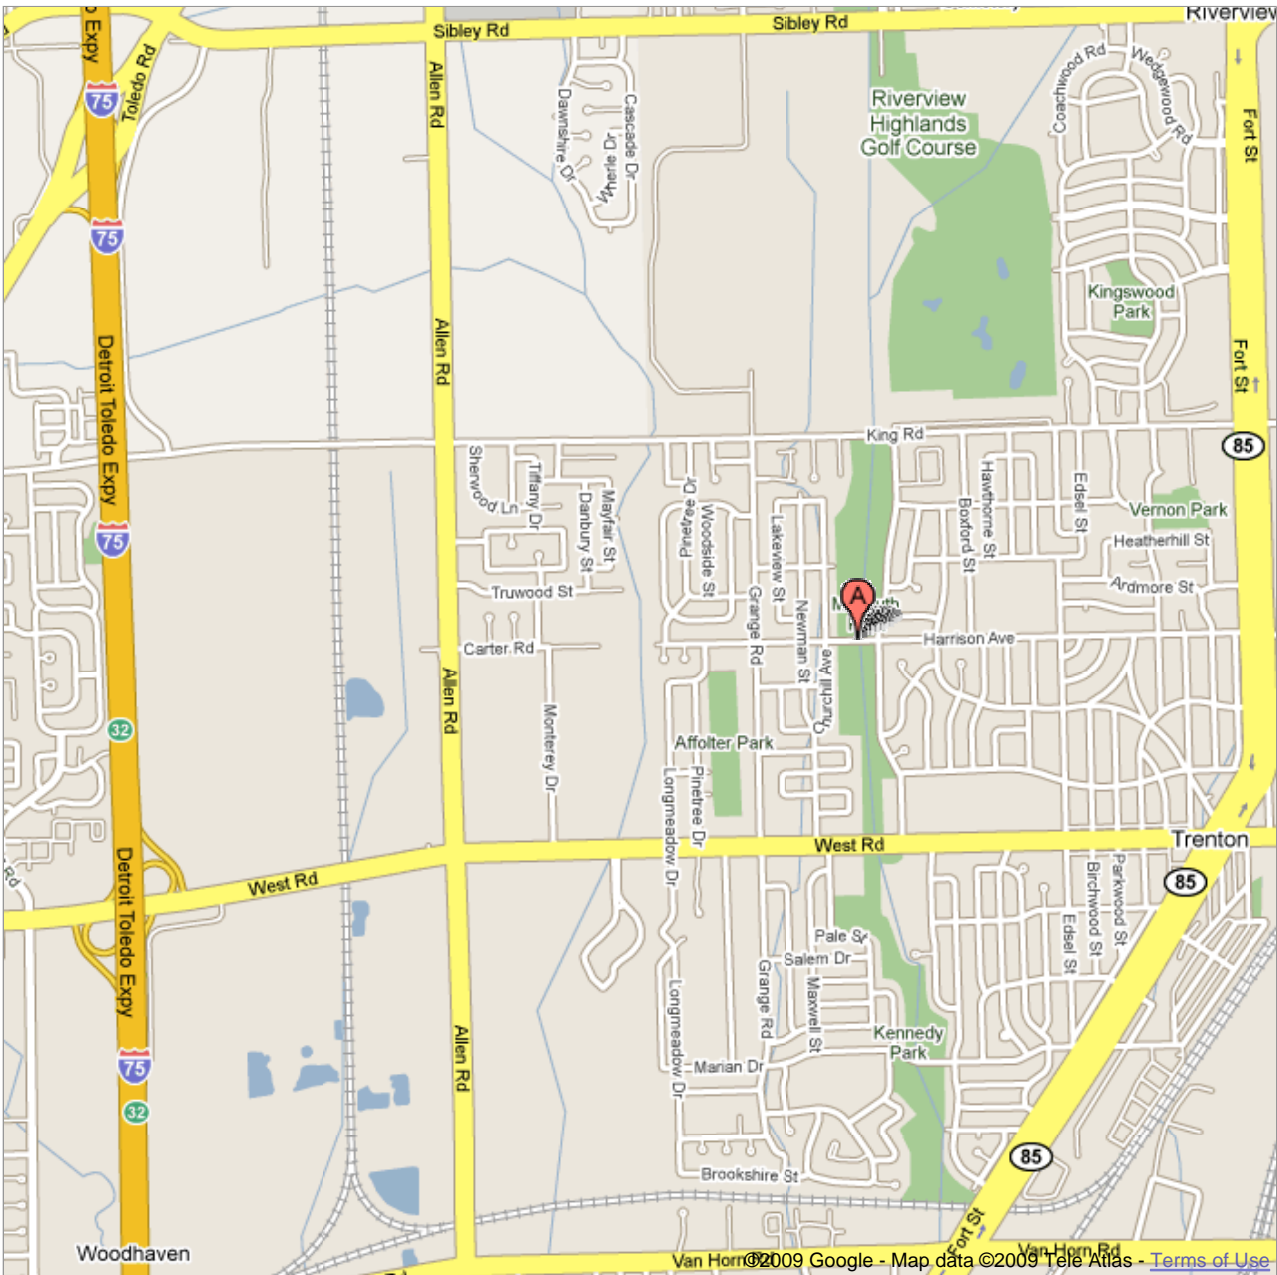 Sibley Rd
Sibley Rd
Riverview
Expy
75
Toledo Rd
Allen Rd
Dawnshire Dr
Cascade Dr
Riverview
Highlands
Golf Course
Coachwood Rd
Wedgewood Rd
Fort St
75
Kingswood
Park
Detroit Toledo Expy
Allen Rd
Fort St
King Rd
85
Sherwood Ln
Tiffany Dr
Danbury St
Mayfair St
Pinetree Dr
Woodside St
Lakeview St
Hawthorne St
Boxford St
Edsel St
Vernon Park
Heatherhill St
75
Truwood St
Ardmore St
A
Grange Rd
Newman St
Churchill Ave
Harrison Ave
Carter Rd
Allen Rd
32
Monterey Dr
Affolter Park
Longmeadow Dr
Pinetree Dr
West Rd
Trenton
Rd
West Rd
85
Detroit Toledo Expy
Edsel St
Birchwood St
Parkwood St
Pale St
Salem Dr
Longmeadow Dr
Grange Rd
Maxwell St
Kennedy
Park
Allen Rd
75
Marian Dr
32
85
Brookshire St
Fort St
Woodhaven
Van Horn Rd
Van Horn Rd
©2009 Google - Map data ©2009 Tele Atlas - Terms of Use